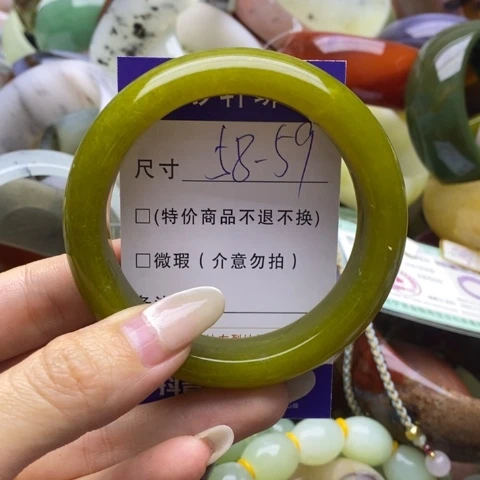 尺寸 58-59
□(特价商品不退不换)
□微瑕（介意勿拍）